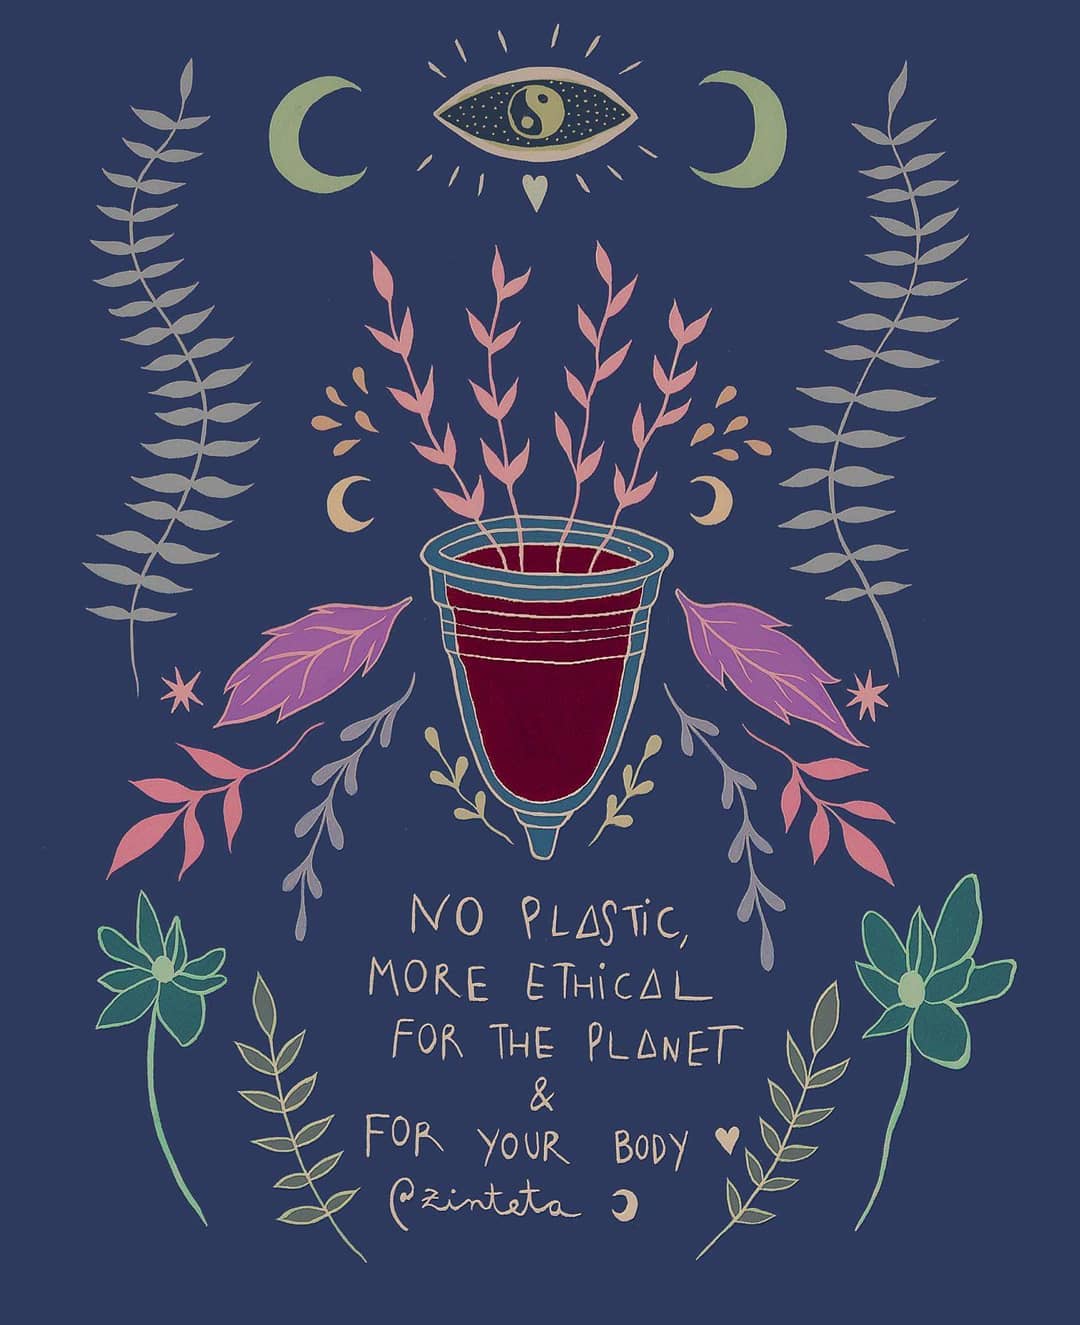 NO PLASTIC,
MORE ETHICAL
FOR THE PLANET
&
FOR YOUR BODY
@zinteta